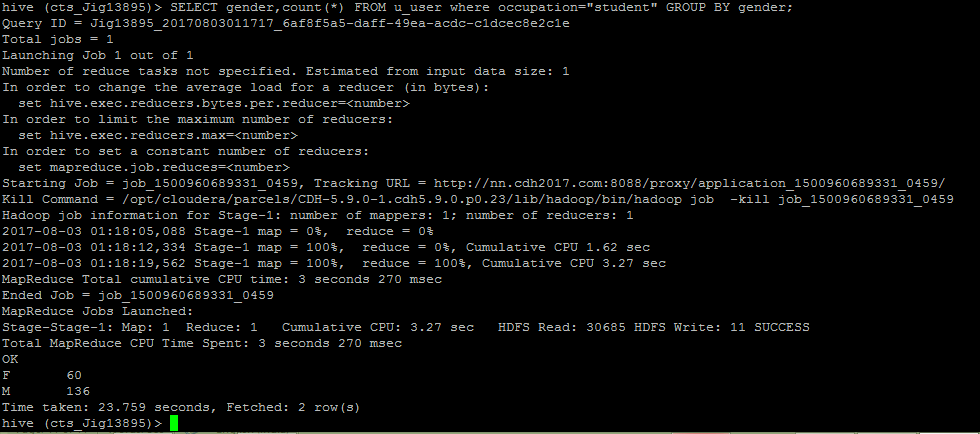 hive (cts_Jig13895)> SELECT gender,count(*) FROM u_user where occupation="student" GROUP BY gender;
Query ID = Jig13895_20170803011717_6af8f5a5-daff-49ea-acdc-c1dcec8e2c1e
Total jobs = 1
Launching Job 1 out of 1
Number of reduce tasks not specified. Estimated from input data size: 1
In order to change the average load for a reducer (in bytes):
  set hive.exec.reducers.bytes.per.reducer=<number>
In order to limit the maximum number of reducers:
  set hive.exec.reducers.max=<number>
In order to set a constant number of reducers:
  set mapreduce.job.reduces=<number>
Starting Job = job_1500960689331_0459, Tracking URL = http://nn.cdh2017.com:8088/proxy/application_1500960689331_0459/
Kill Command = /opt/cloudera/parcels/CDH-5.9.0-1.cdh5.9.0.p0.23/lib/hadoop/bin/hadoop job  -kill job_1500960689331_0459
Hadoop job information for Stage-1: number of mappers: 1; number of reducers: 1
2017-08-03 01:18:05,088 Stage-1 map = 0%,  reduce = 0%
2017-08-03 01:18:12,334 Stage-1 map = 100%,  reduce = 0%, Cumulative CPU 1.62 sec
2017-08-03 01:18:19,562 Stage-1 map = 100%,  reduce = 100%, Cumulative CPU 3.27 sec
MapReduce Total cumulative CPU time: 3 seconds 270 msec
Ended Job = job_1500960689331_0459
MapReduce Jobs Launched:
Stage-Stage-1: Map: 1  Reduce: 1   Cumulative CPU: 3.27 sec   HDFS Read: 30685 HDFS Write: 11 SUCCESS
Total MapReduce CPU Time Spent: 3 seconds 270 msec
OK
F       60
M       136
Time taken: 23.759 seconds, Fetched: 2 row(s)
hive (cts_Jig13895)>